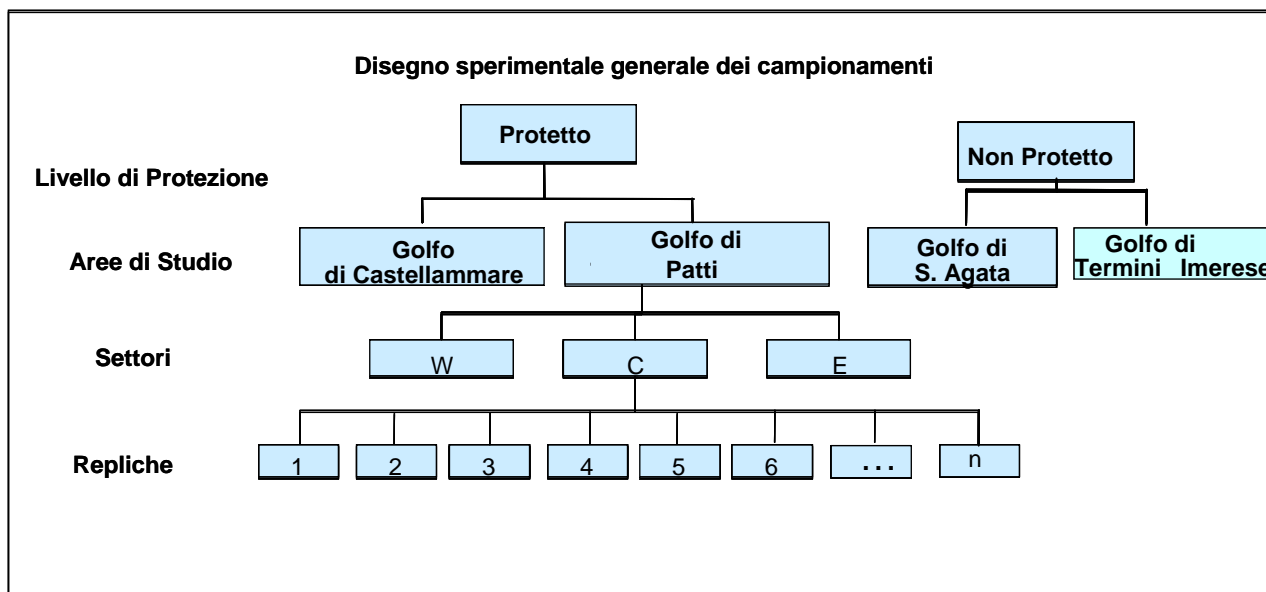 Disegno sperimentale generale dei campionamenti
Protetto
Non Protetto
Livello di Protezione
Aree di Studio
Golfo
di Castellammare
Golfo di
Patti
Golfo di
S. Agata
Golfo di
Termini Imerese
Settori
W
C
E
Repliche
1
2
3
4
5
6
...
n